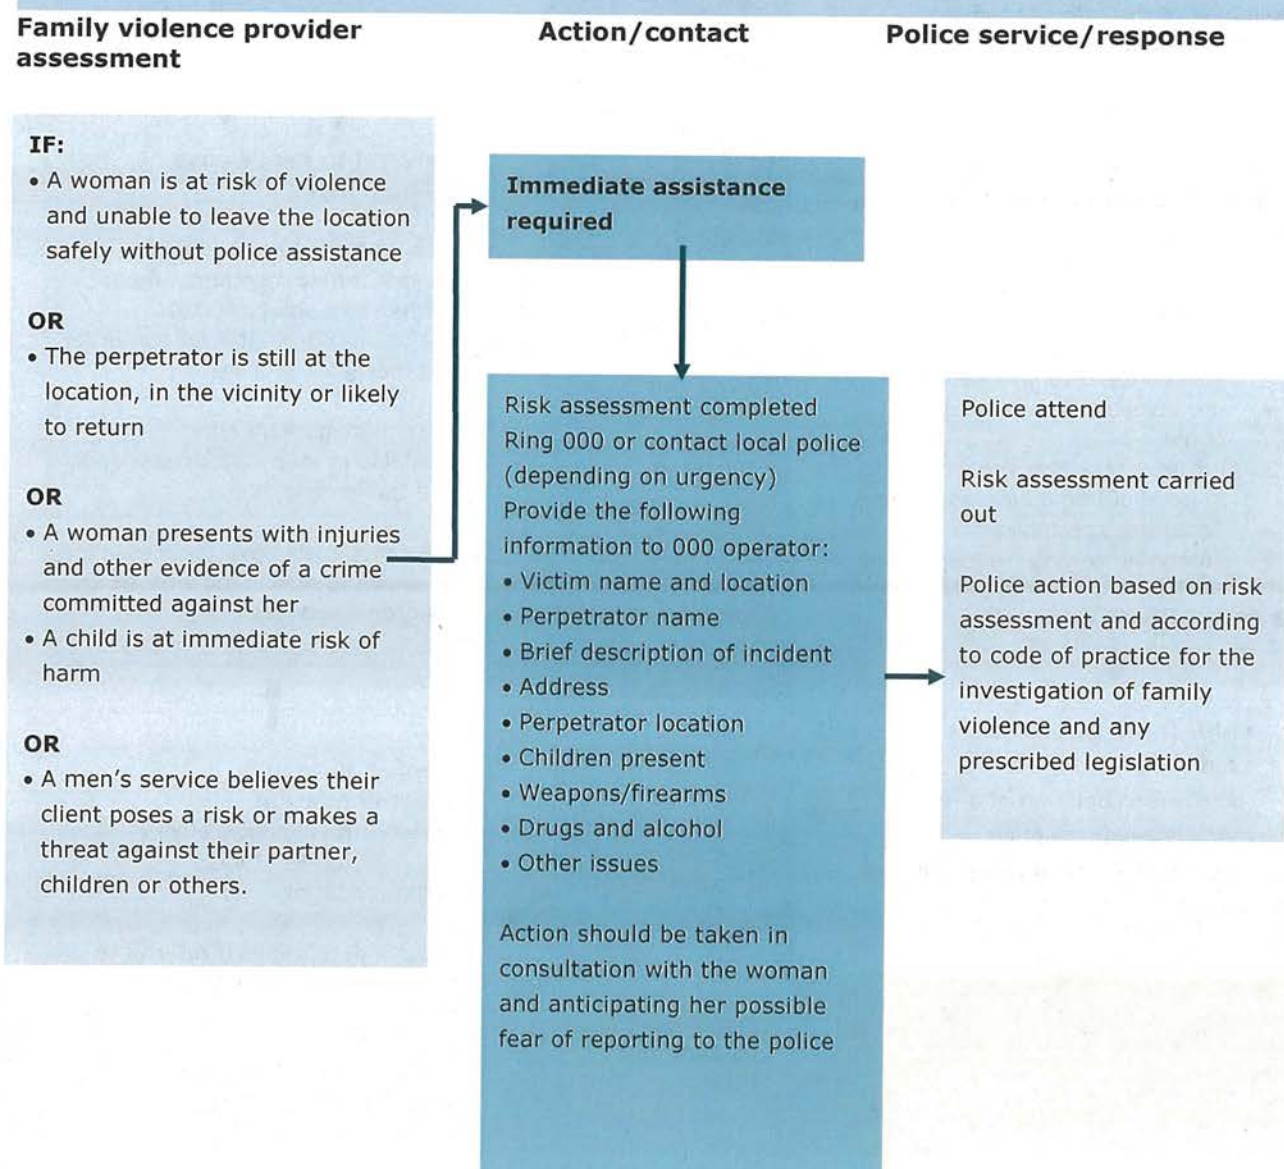 Family violence provider
assessment
Action/contact
Police service/response
IF:
• A woman is at risk of violence
and unable to leave the location
safely without police assistance
OR
• The perpetrator is still at the
location, in the vicinity or likely
to return
OR
• A woman presents with injuries
and other evidence of a crime
committed against her
• A child is at immediate risk of
harm
OR
• A men's service believes their
client poses a risk or makes a
threat against their partner,
children or others.
Immediate assistance
required
Risk assessment completed
Ring 000 or contact local police
(depending on urgency)
Provide the following
information to 000 operator:
• Victim name and location
• Perpetrator name
• Brief description of incident
• Address
• Perpetrator location
• Children present
• Weapons/firearms
• Drugs and alcohol
• Other issues
Action should be taken in
consultation with the woman
and anticipating her possible
fear of reporting to the police
Police attend
Risk assessment carried
out
Police action based on risk
assessment and according
to code of practice for the
investigation of family
violence and any
prescribed legislation